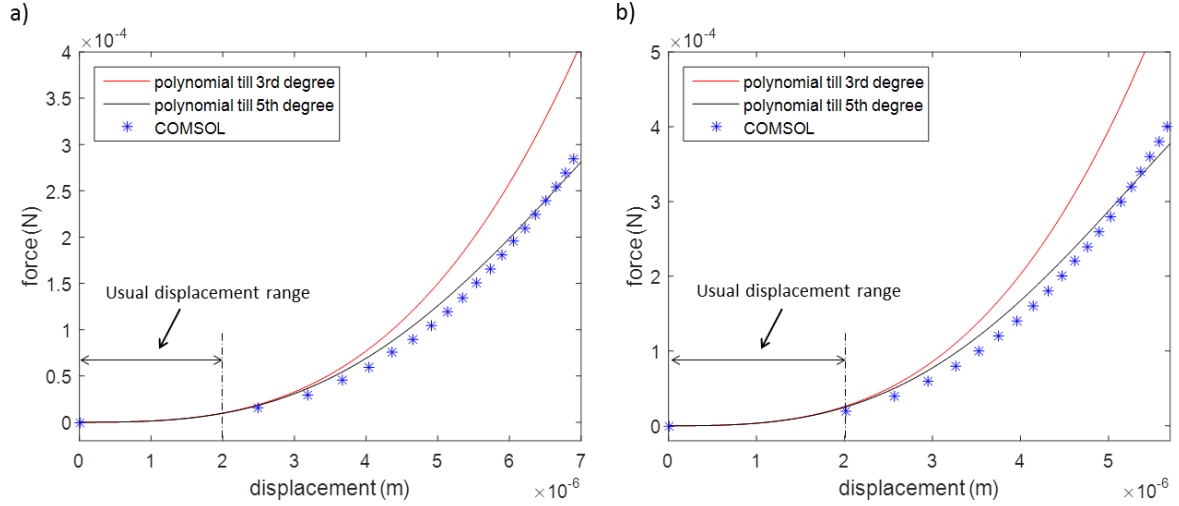 a)
×10⁻⁴
4
3.5
3
2.5
2
1.5
1
0.5
0
force (N)
polynomial till 3rd degree
polynomial till 5th degree
COMSOL
Usual displacement range
0 1 2 3 4 5 6 7
displacement (m)
×10⁻⁶
b)
×10⁻⁴
5
4
3
2
1
0
force (N)
polynomial till 3rd degree
polynomial till 5th degree
COMSOL
Usual displacement range
0 1 2 3 4 5
displacement (m)
×10⁻⁶